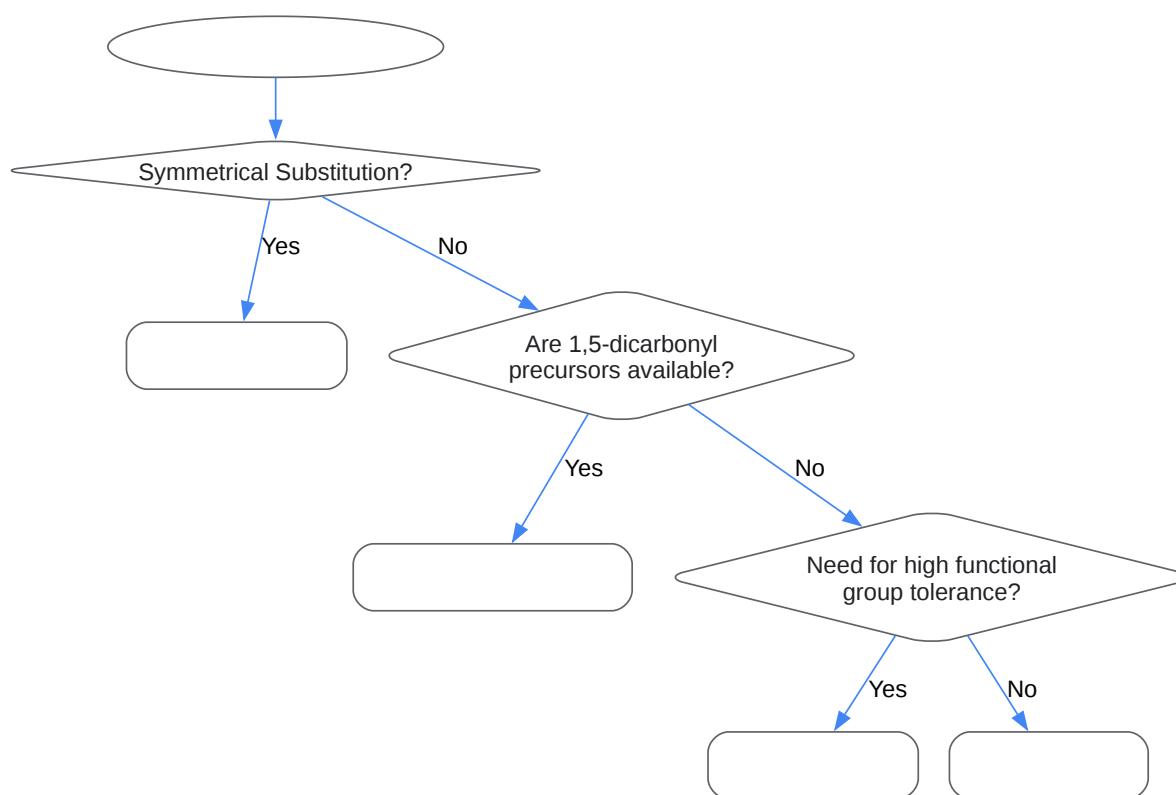 Symmetrical Substitution?
Yes
No
Are 1,5-dicarbonyl
precursors available?
Yes
No
Need for high functional
group tolerance?
Yes
No